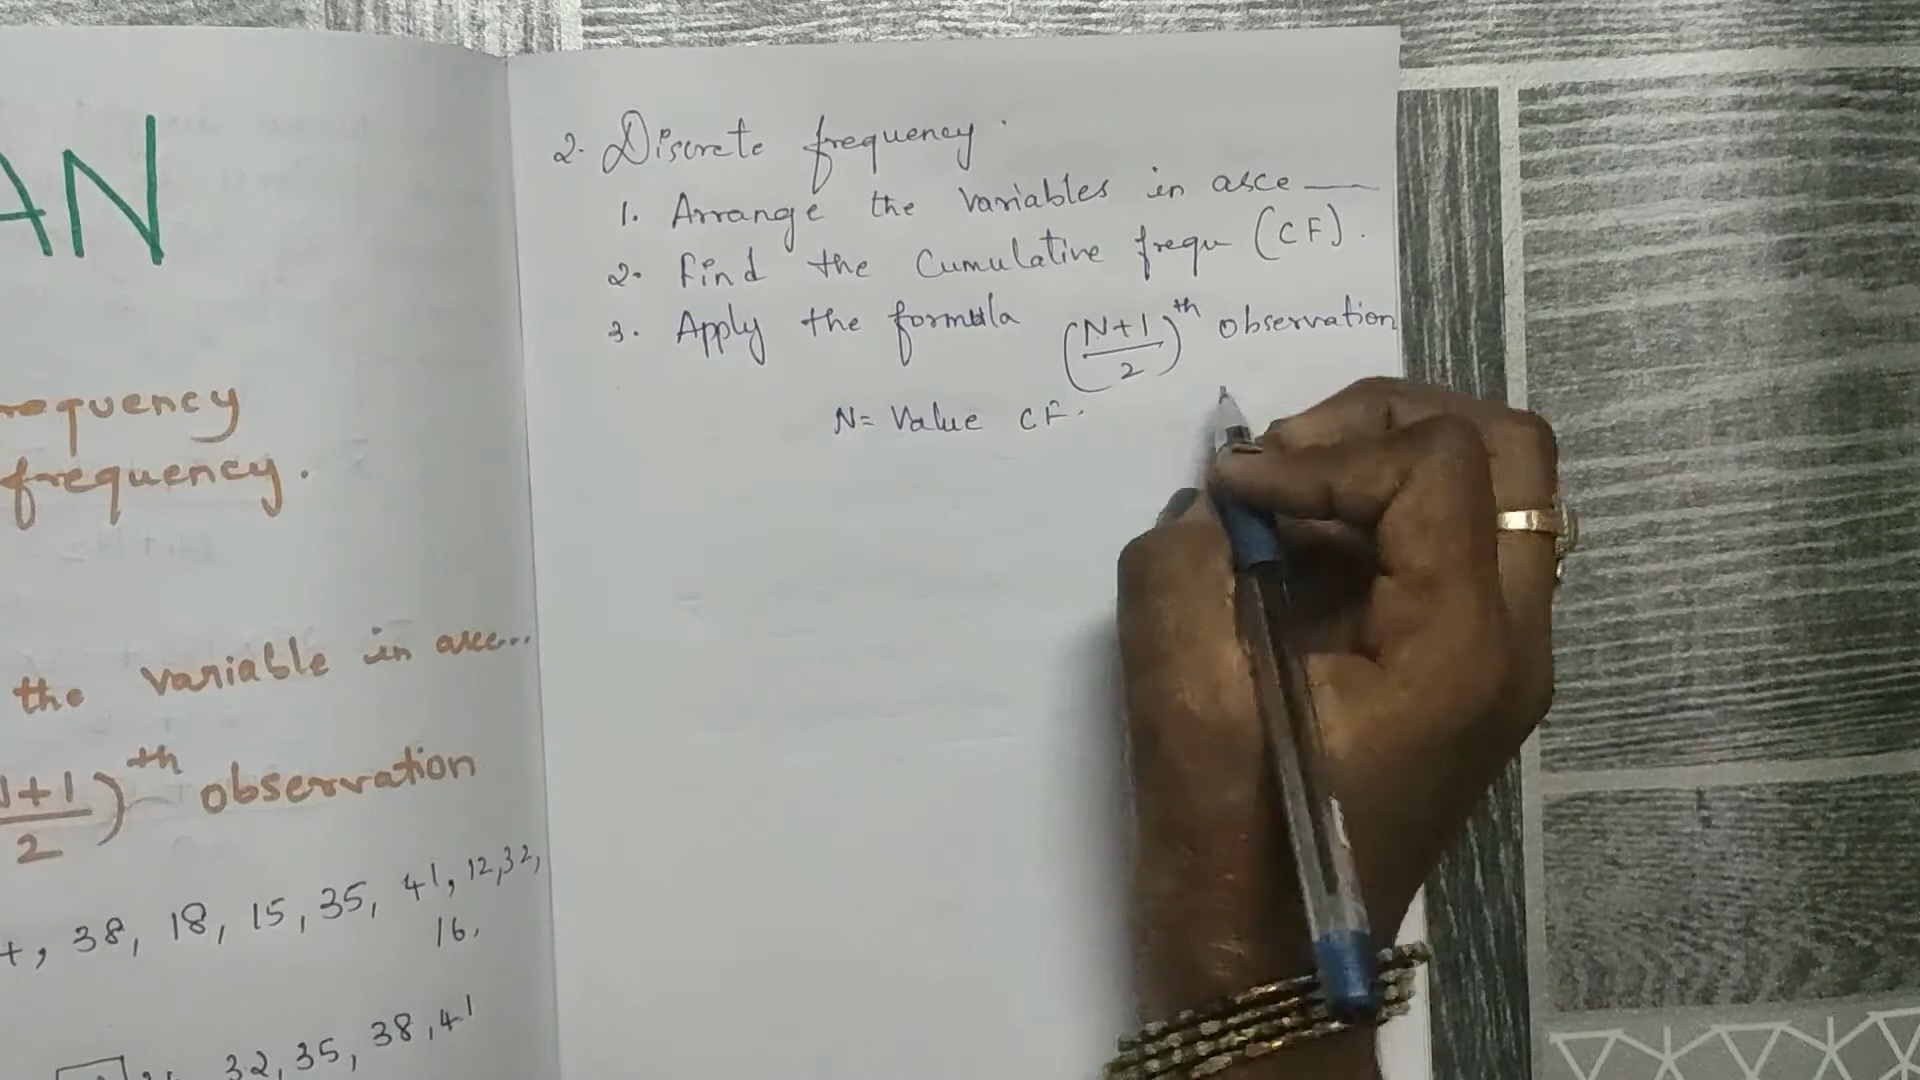 AN
requency
frequency.
the variable in asce...
N+1/2)th observation
, 38, 18, 15, 35, 41, 12, 32,
16.
32, 35, 38, 41
2. Discrete frequency.
1. Arrange the variables in asce —
2. Find the Cumulative frequ (CF).
3. Apply the formula (N+1/2)th observation
N = Value CF.